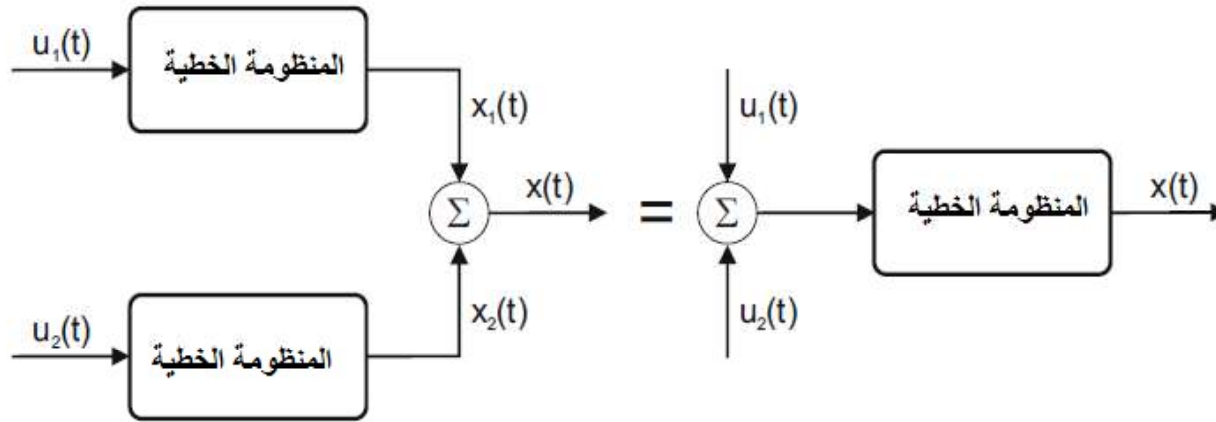 u₁(t)
المنظومة الخطية
x₁(t)
u₂(t)
المنظومة الخطية
x₂(t)
Σ
x(t)
=
u₁(t)
Σ
u₂(t)
المنظومة الخطية
x(t)